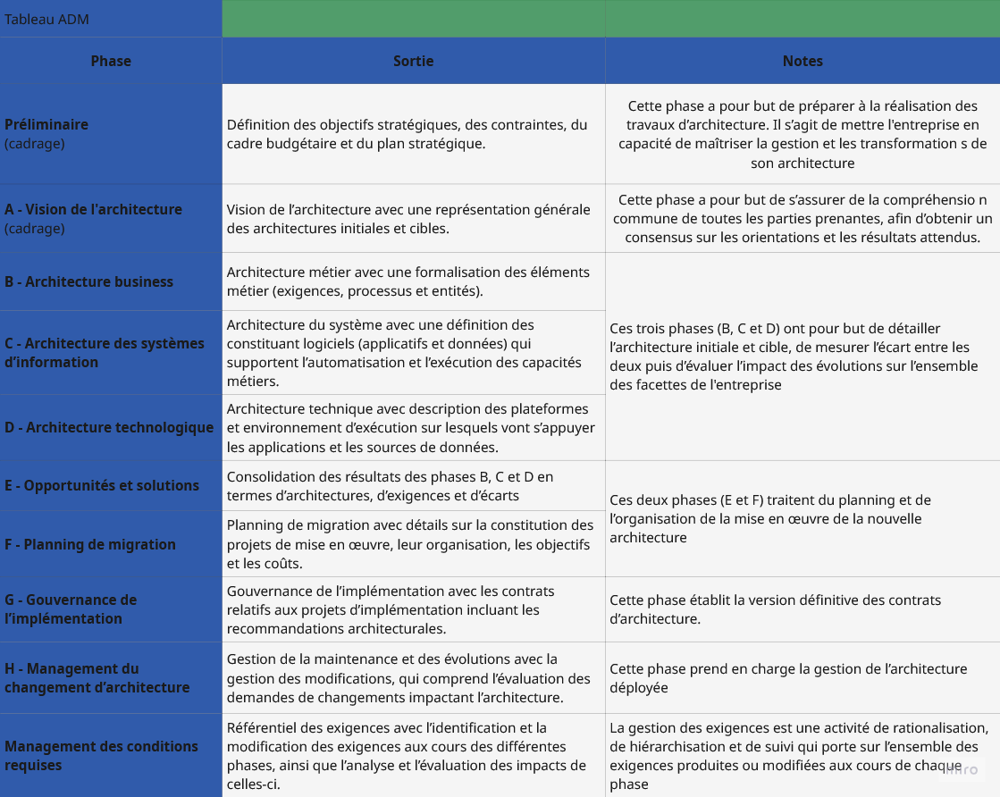 Tableau ADM
Phase
Sortie
Notes
Préliminaire
(cadrage)
Définition des objectifs stratégiques, des contraintes, du
cadre budgétaire et du plan stratégique.
Cette phase a pour but de préparer à la réalisation des
travaux d’architecture. Il s’agit de mettre l'entreprise en
capacité de maîtriser la gestion et les transformation s de
son architecture
A - Vision de l'architecture
(cadrage)
Vision de l’architecture avec une représentation générale
des architectures initiales et cibles.
Cette phase a pour but de s’assurer de la compréhensio n
commune de toutes les parties prenantes, afin d’obtenir un
consensus sur les orientations et les résultats attendus.
B - Architecture business
Architecture métier avec une formalisation des éléments
métier (exigences, processus et entités).
C - Architecture des systèmes
d’information
Architecture du système avec une définition des
constituant logiciels (applicatifs et données) qui
supportent l’automatisation et l’exécution des capacités
métiers.
D - Architecture technologique
Architecture technique avec description des plateformes
et environnement d’exécution sur lesquels vont s’appuyer
les applications et les sources de données.
Ces trois phases (B, C et D) ont pour but de détailler
l’architecture initiale et cible, de mesurer l’écart entre les
deux puis d’évaluer l’impact des évolutions sur l’ensemble
des facettes de l'entreprise
E - Opportunités et solutions
Consolidation des résultats des phases B, C et D en
termes d’architectures, d’exigences et d’écarts
F - Planning de migration
Planning de migration avec détails sur la constitution des
projets de mise en œuvre, leur organisation, les objectifs
et les coûts.
Ces deux phases (E et F) traitent du planning et de
l’organisation de la mise en œuvre de la nouvelle
architecture
G - Gouvernance de
l’implémentation
Gouvernance de l’implémentation avec les contrats
relatifs aux projets d’implémentation incluant les
recommandations architecturales.
Cette phase établit la version définitive des contrats
d’architecture.
H - Management du
changement d’architecture
Gestion de la maintenance et des évolutions avec la
gestion des modifications, qui comprend l’évaluation des
demandes de changements impactant l’architecture.
Cette phase prend en charge la gestion de l’architecture
déployée
Management des conditions
requises
Référentiel des exigences avec l’identification et la
modification des exigences aux cours des différentes
phases, ainsi que l’analyse et l’évaluation des impacts de
celles-ci.
La gestion des exigences est une activité de rationalisation,
de hiérarchisation et de suivi qui porte sur l’ensemble des
exigences produites ou modifiées aux cours de chaque
phase
miro